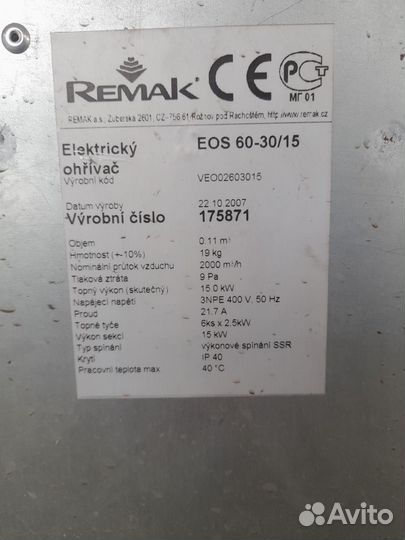 REMAK® CE PCT
МГ 01
REMAK a.s., Zuberska 2601, CZ-756 61 Rožnov pod Radhoštěm, http://www.remak.cz
Elektrický ohřívač EOS 60-30/15
Výrobní kód VEO02603015
Datum výroby 22.10.2007
Výrobní číslo 175871
Objem 0.11 m³
Hmotnost (+-10%) 19 kg
Nominální průtok vzduchu 2000 m³/h
Tlaková ztráta 9 Pa
Topný výkon (skutečný) 15.0 kW
Napájecí napětí 3NPE 400 V. 50 Hz
Proud 21.7 A
Topné tyče 6ks x 2.5kW
Výkon sekcí 15 kW
Typ spínání výkonové spínání SSR
Krytí IP 40
Pracovní teplota max 40 °C
Avito